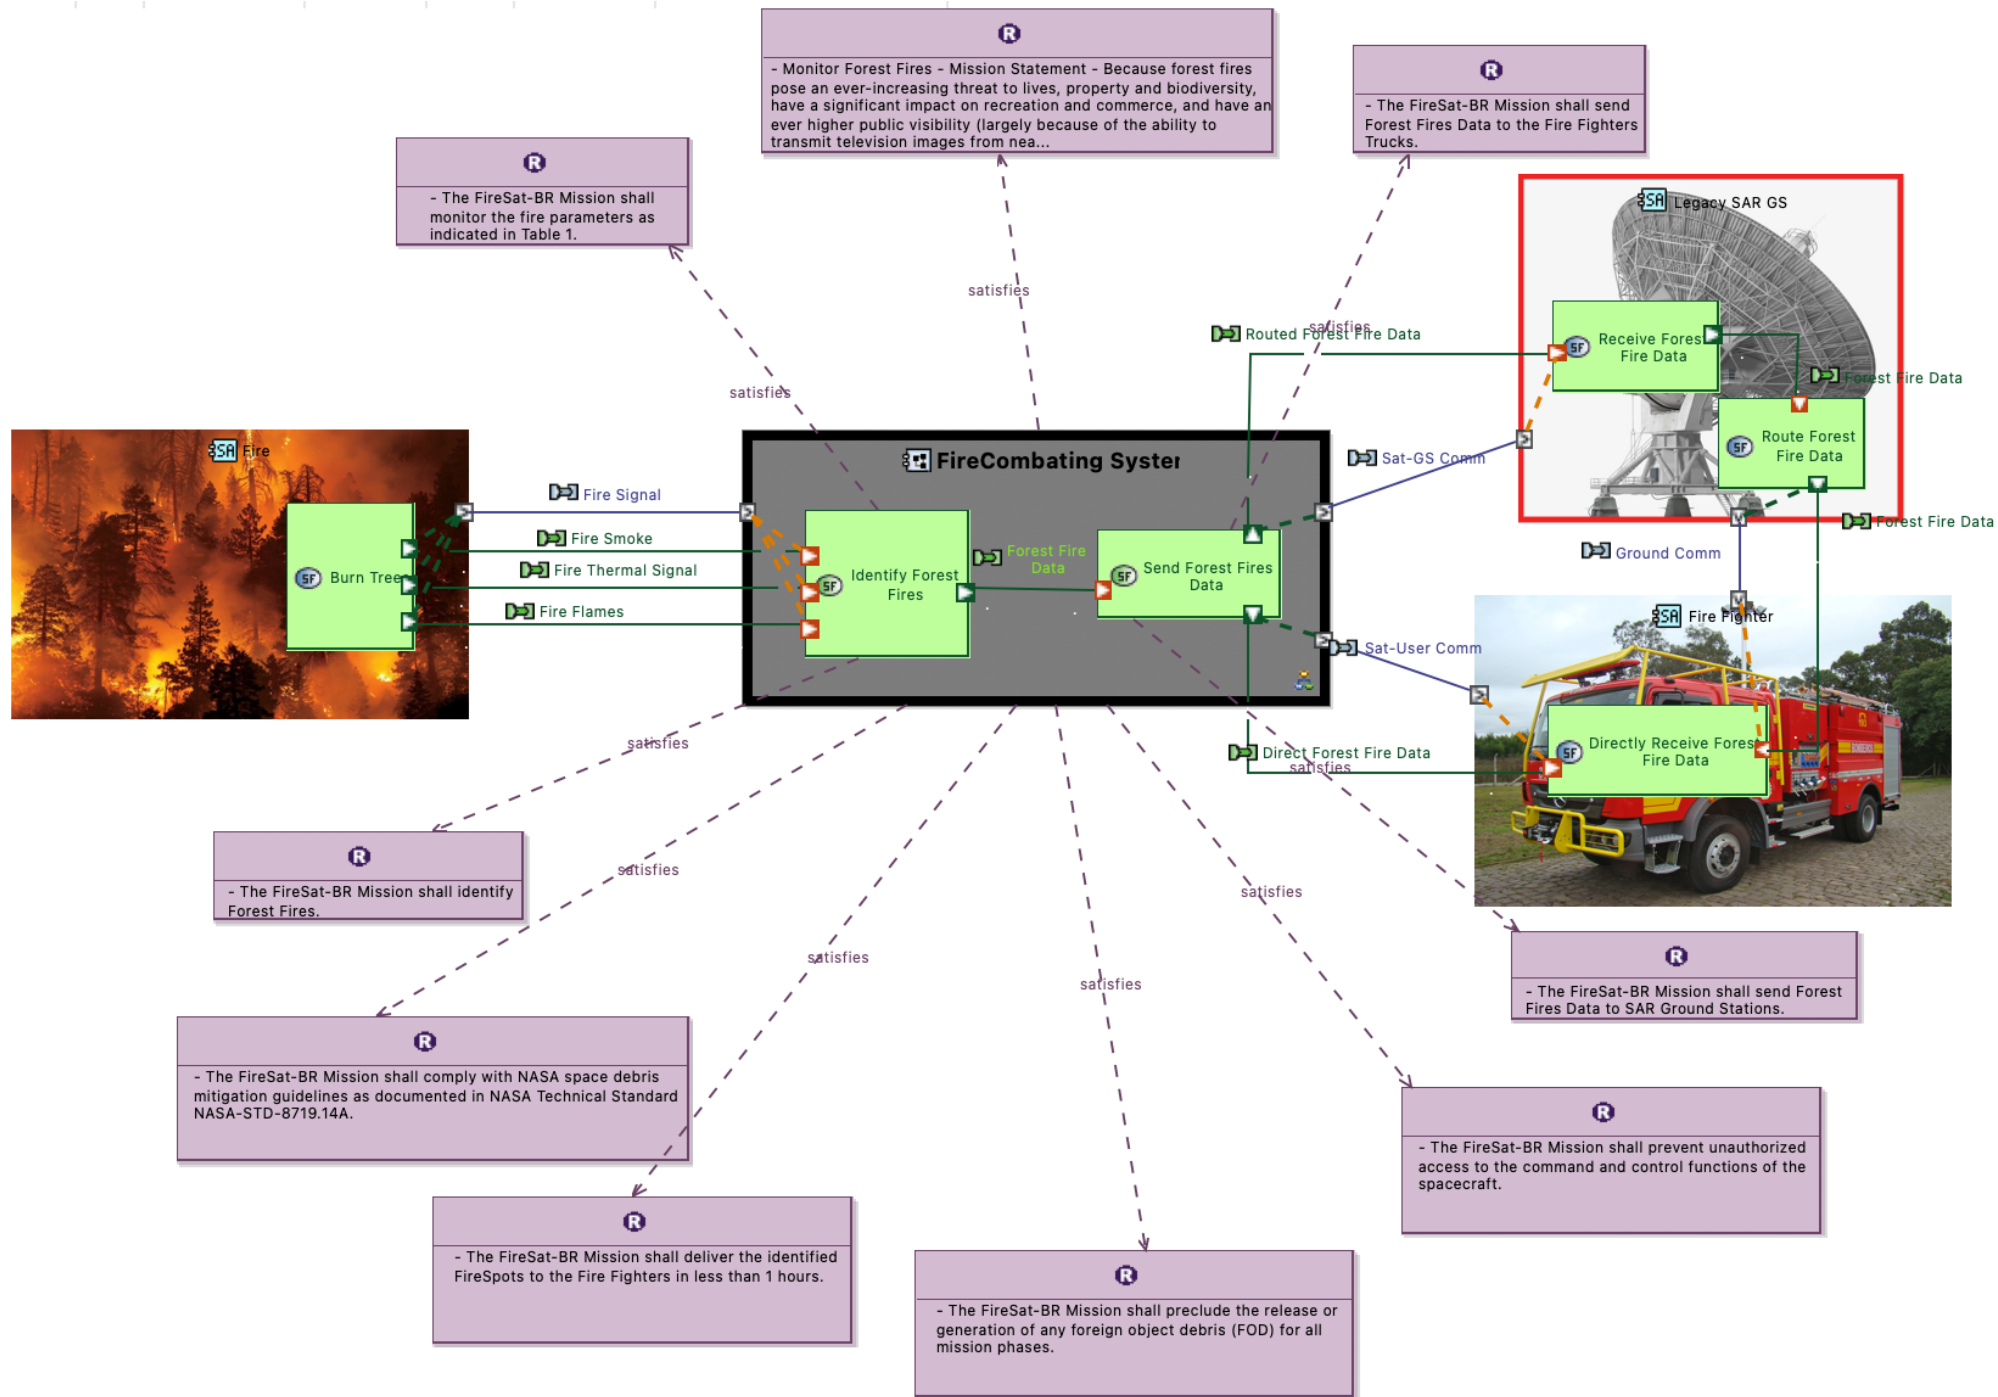 R
- Monitor Forest Fires - Mission Statement - Because forest fires
pose an ever-increasing threat to lives, property and biodiversity,
have a significant impact on recreation and commerce, and have an
ever higher public visibility (largely because of the ability to
transmit television images from nea...
R
- The FireSat-BR Mission shall send
Forest Fires Data to the Fire Fighters
Trucks.
R
- The FireSat-BR Mission shall
monitor the fire parameters as
indicated in Table 1.
satisfies
satisfies
satisfies
Routed Forest Fire Data
SA Legacy SAR GS
SF
Receive Forest
Fire Data
Forest Fire Data
SF
Route Forest
Fire Data
Forest Fire Data
SA Fire
SF
Burn Trees
Fire Signal
Fire Smoke
Fire Thermal Signal
Fire Flames
FireCombating Syster
SF
Identify Forest
Fires
Forest Fire
Data
SF
Send Forest Fires
Data
Sat-GS Comm
Ground Comm
Sat-User Comm
SA Fire Fighter
SF
Directly Receive Forest
Fire Data
Direct Forest Fire Data
satisfies
satisfies
satisfies
satisfies
satisfies
satisfies
R
- The FireSat-BR Mission shall identify
Forest Fires.
R
- The FireSat-BR Mission shall send Forest
Fires Data to SAR Ground Stations.
R
- The FireSat-BR Mission shall comply with NASA space debris
mitigation guidelines as documented in NASA Technical Standard
NASA-STD-8719.14A.
R
- The FireSat-BR Mission shall prevent unauthorized
access to the command and control functions of the
spacecraft.
R
- The FireSat-BR Mission shall deliver the identified
FireSpots to the Fire Fighters in less than 1 hours.
R
- The FireSat-BR Mission shall preclude the release or
generation of any foreign object debris (FOD) for all
mission phases.